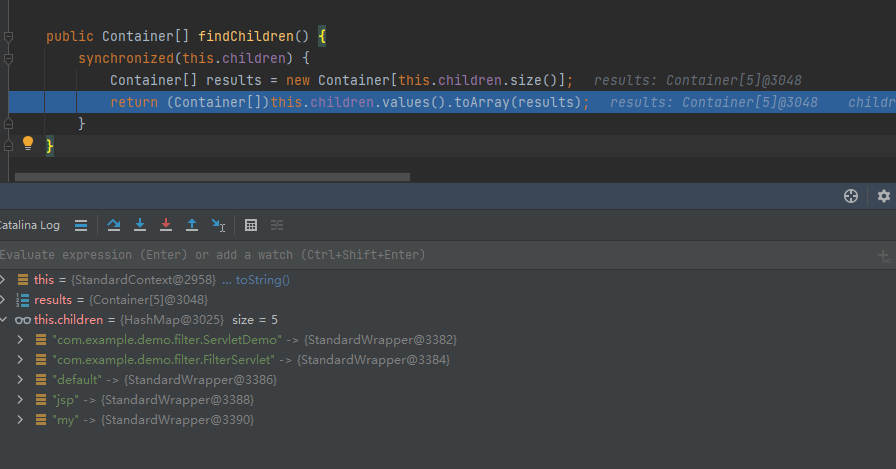 public Container[] findChildren() {
synchronized(this.children) {
Container[] results = new Container[this.children.size()]; results: Container[5]@3048
return (Container[])this.children.values().toArray(results); results: Container[5]@3048 childr
}
}
Catalina Log
Evaluate expression (Enter) or add a watch (Ctrl+Shift+Enter)
this = {StandardContext@2958} ... toString()
results = {Container[5]@3048}
this.children = {HashMap@3025} size = 5
"com.example.demo.filter.ServletDemo" -> {StandardWrapper@3382}
"com.example.demo.filter.FilterServlet" -> {StandardWrapper@3384}
"default" -> {StandardWrapper@3386}
"jsp" -> {StandardWrapper@3388}
"my" -> {StandardWrapper@3390}